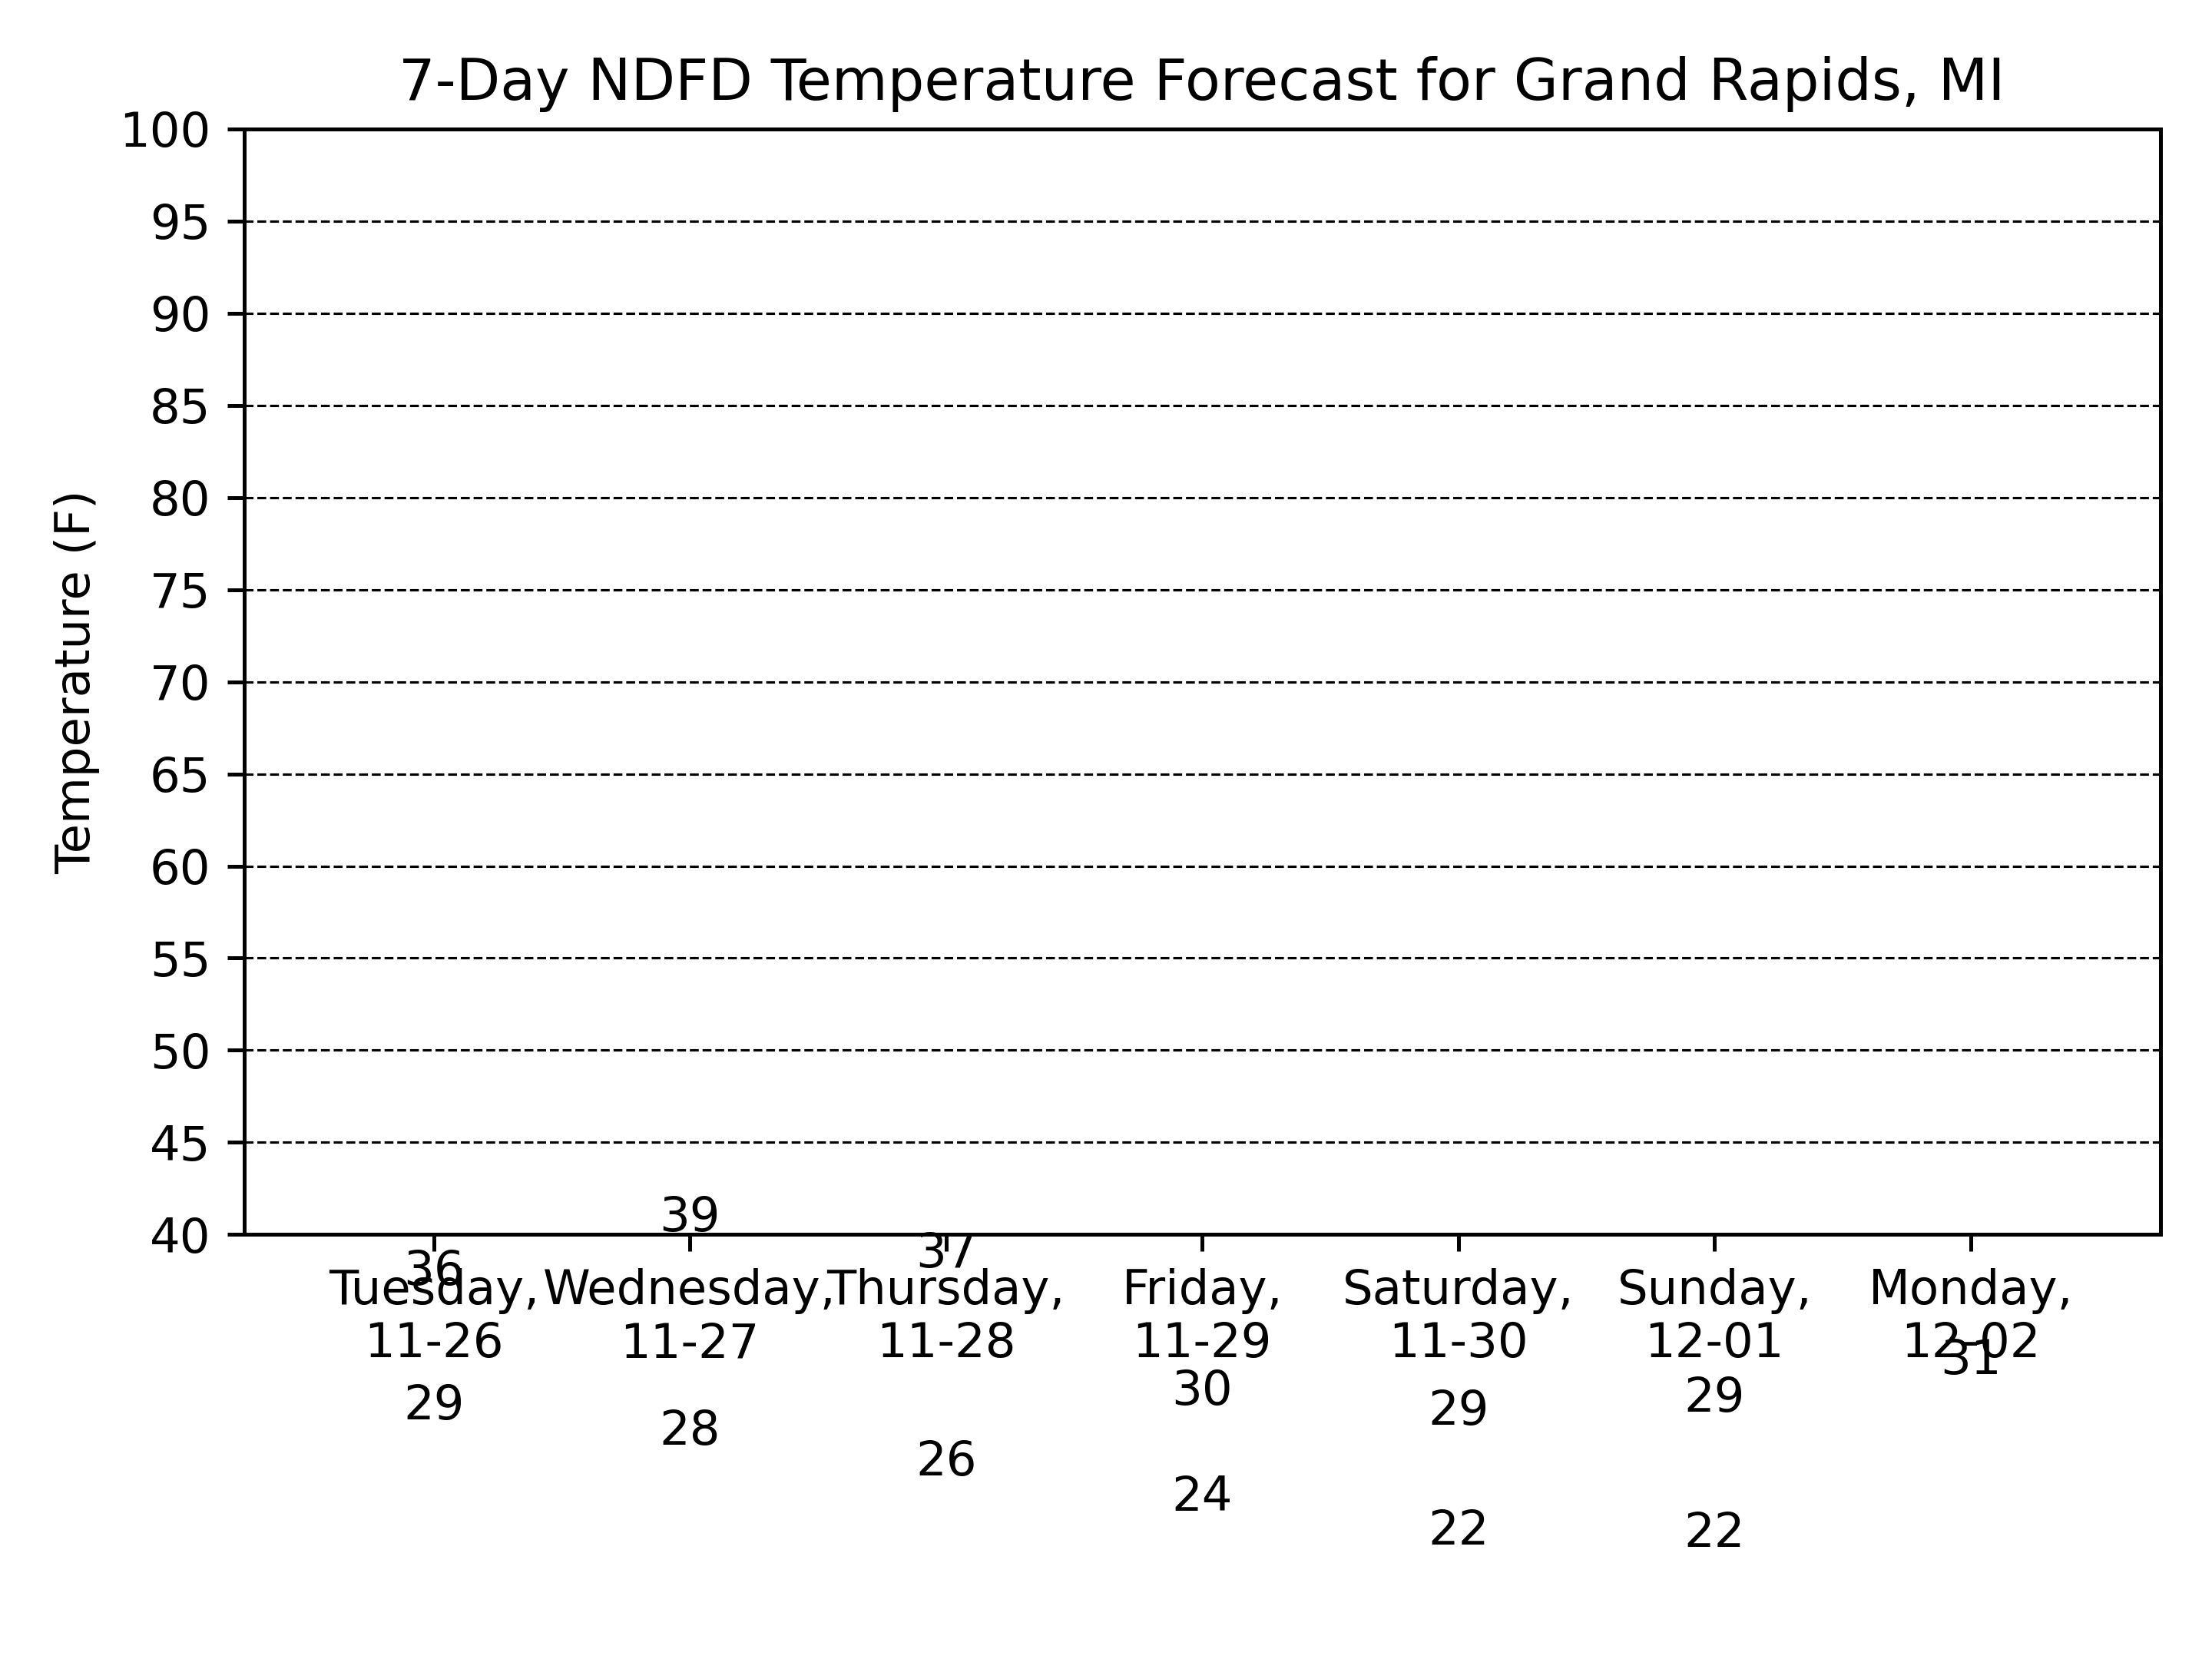 7-Day NDFD Temperature Forecast for Grand Rapids, MI
Temperature (F)
100
95
90
85
80
75
70
65
60
55
50
45
40
39
37
36
Tuesday, Wednesday, Thursday, Friday, Saturday, Sunday, Monday,
11-26 11-27 11-28 11-29 11-30 12-01 12-02
31
29 28 26 30 29 29
24 22 22